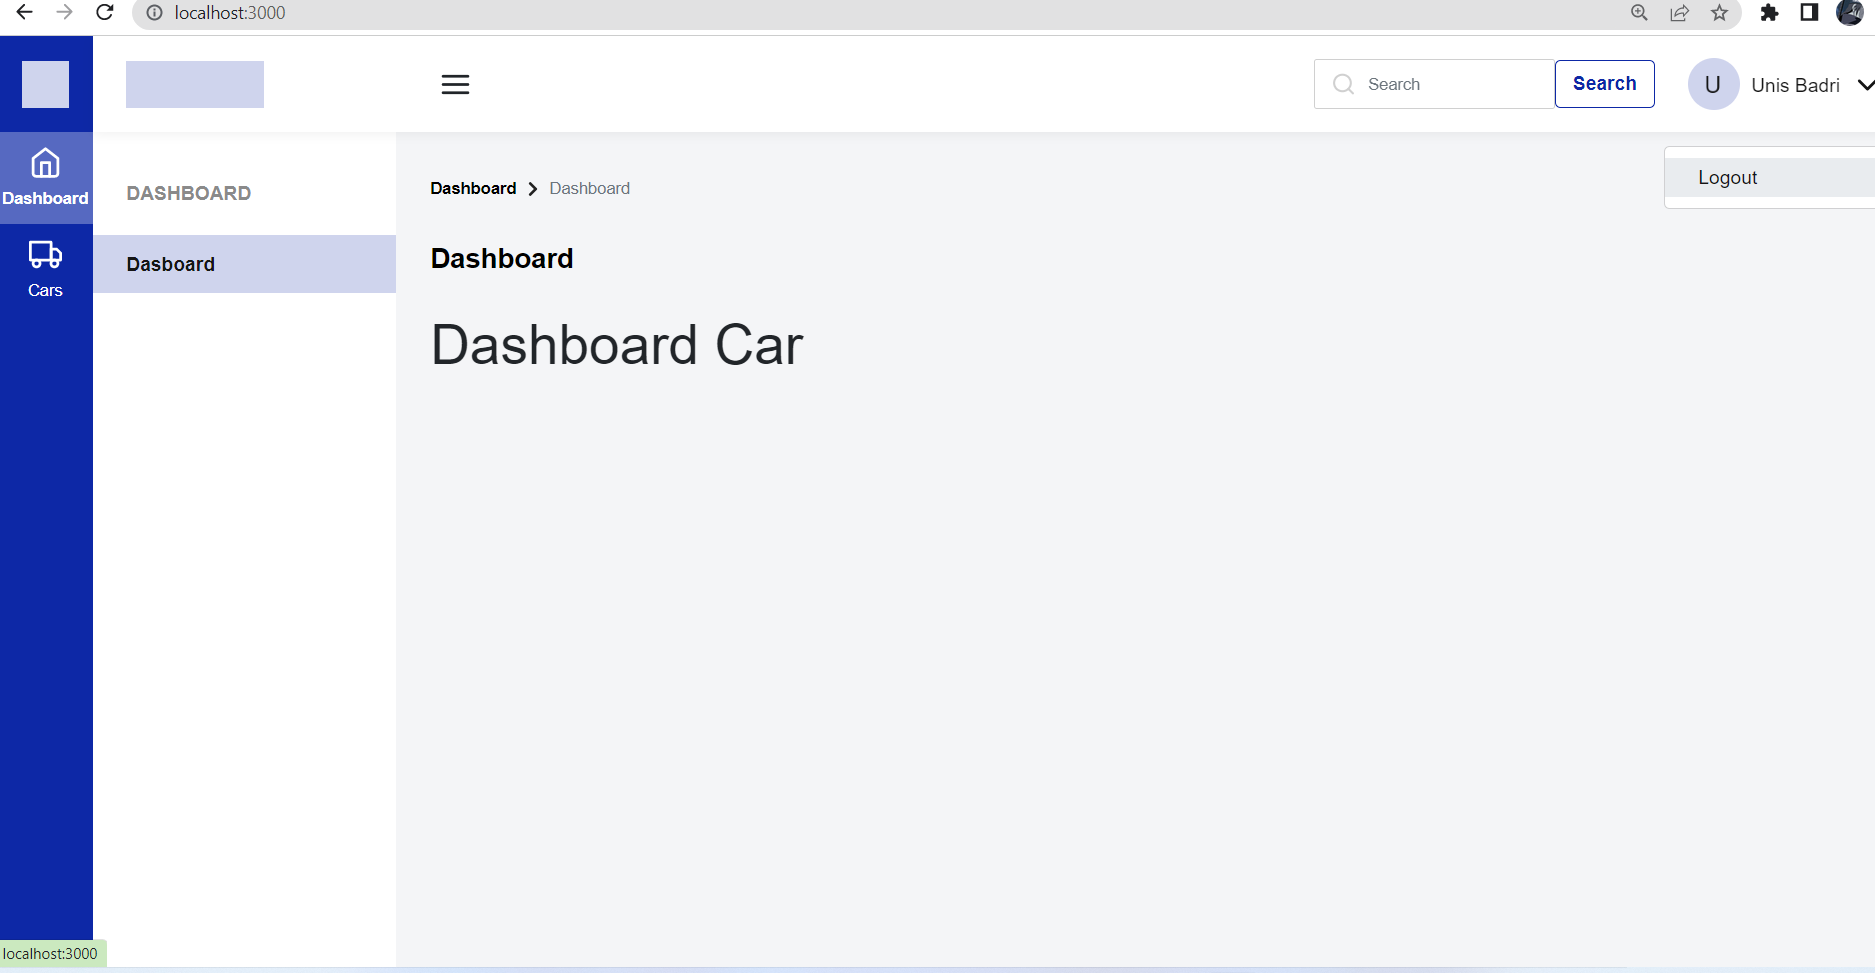 localhost:3000
Search
Search
U
Unis Badri
Dashboard
Cars
DASHBOARD
Dasboard
Dashboard Dashboard
Logout
Dashboard
Dashboard Car
localhost:3000